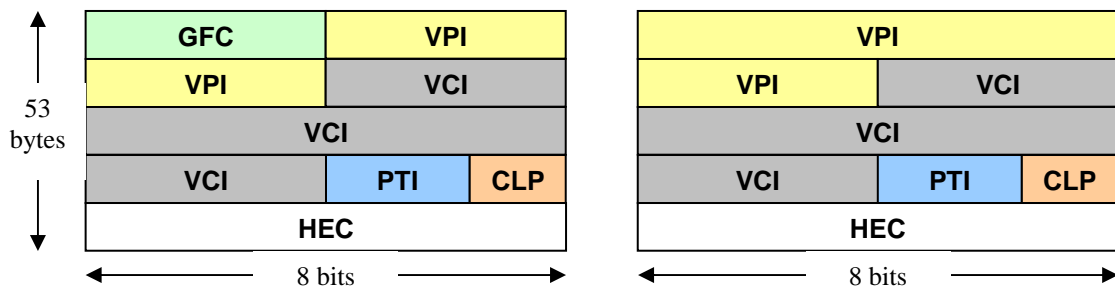 GFC VPI
VPI VCI
VCI
VCI PTI CLP
HEC
53
bytes
8 bits
VPI
VPI VCI
VCI
VCI PTI CLP
HEC
8 bits